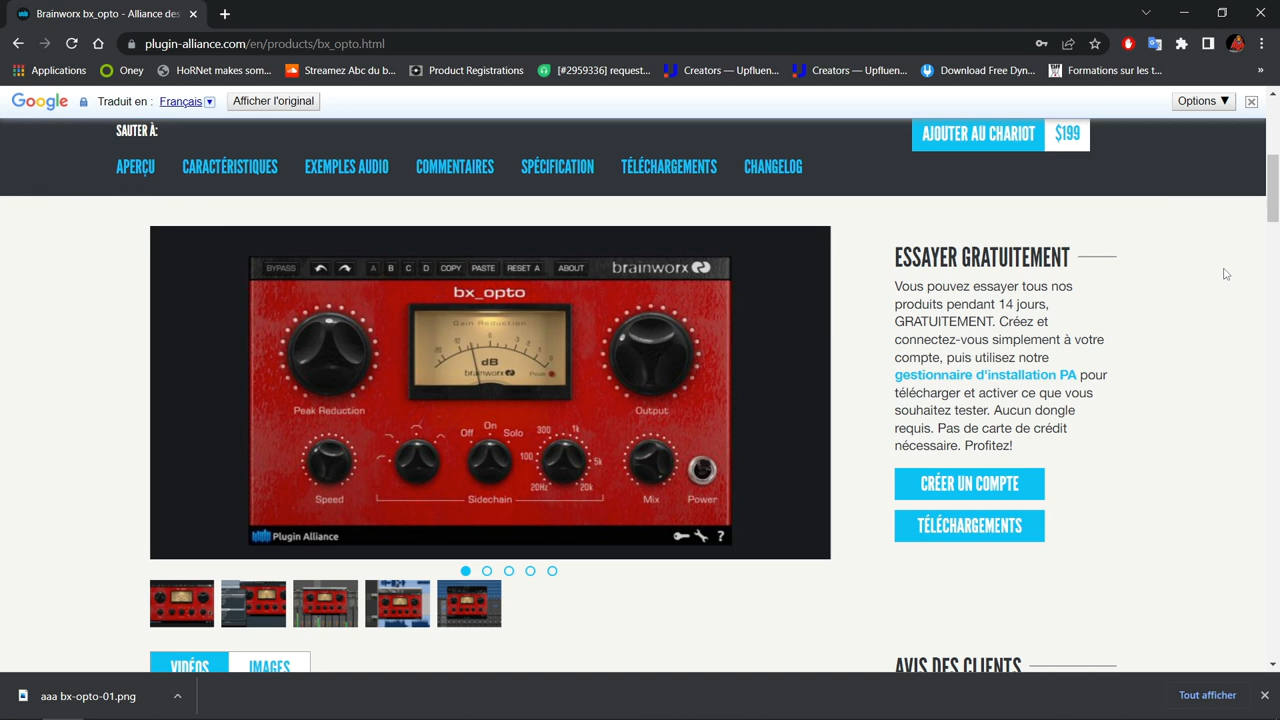 Brainworx bx_opto - Alliance des
plugin-alliance.com/en/products/bx_opto.html
Applications
Oney
HoRNet makes som...
Streamez Abc du b...
Product Registrations
[#2959336] request...
Creators — Upfluen...
Creators — Upfluen...
Download Free Dyn...
Formations sur les t...
»
Google
Traduit en :
Français
Afficher l'original
Options ▼
SAUTER À:
AJOUTER AU CHARIOT
$199
APERÇU
CARACTÉRISTIQUES
EXEMPLES AUDIO
COMMENTAIRES
SPÉCIFICATION
TÉLÉCHARGEMENTS
CHANGELOG
BYPASS
A
B
C
D
COPY
PASTE
RESET A
ABOUT
brainworx
bx_opto
Gain Reduction
dB
brainworx
Peak
Peak Reduction
Output
Off
On
Solo
20Hz
100
300
1k
5k
20k
Speed
Sidechain
Mix
Power
Plugin Alliance
?
ESSAYER GRATUITEMENT
Vous pouvez essayer tous nos
produits pendant 14 jours,
GRATUITEMENT. Créez et
connectez-vous simplement à votre
compte, puis utilisez notre
gestionnaire d'installation PA pour
télécharger et activer ce que vous
souhaitez tester. Aucun dongle
requis. Pas de carte de crédit
nécessaire. Profitez!
CRÉER UN COMPTE
TÉLÉCHARGEMENTS
VIDÉOS
IMAGES
AVIS DES CLIENTS
aaa bx-opto-01.png
Tout afficher